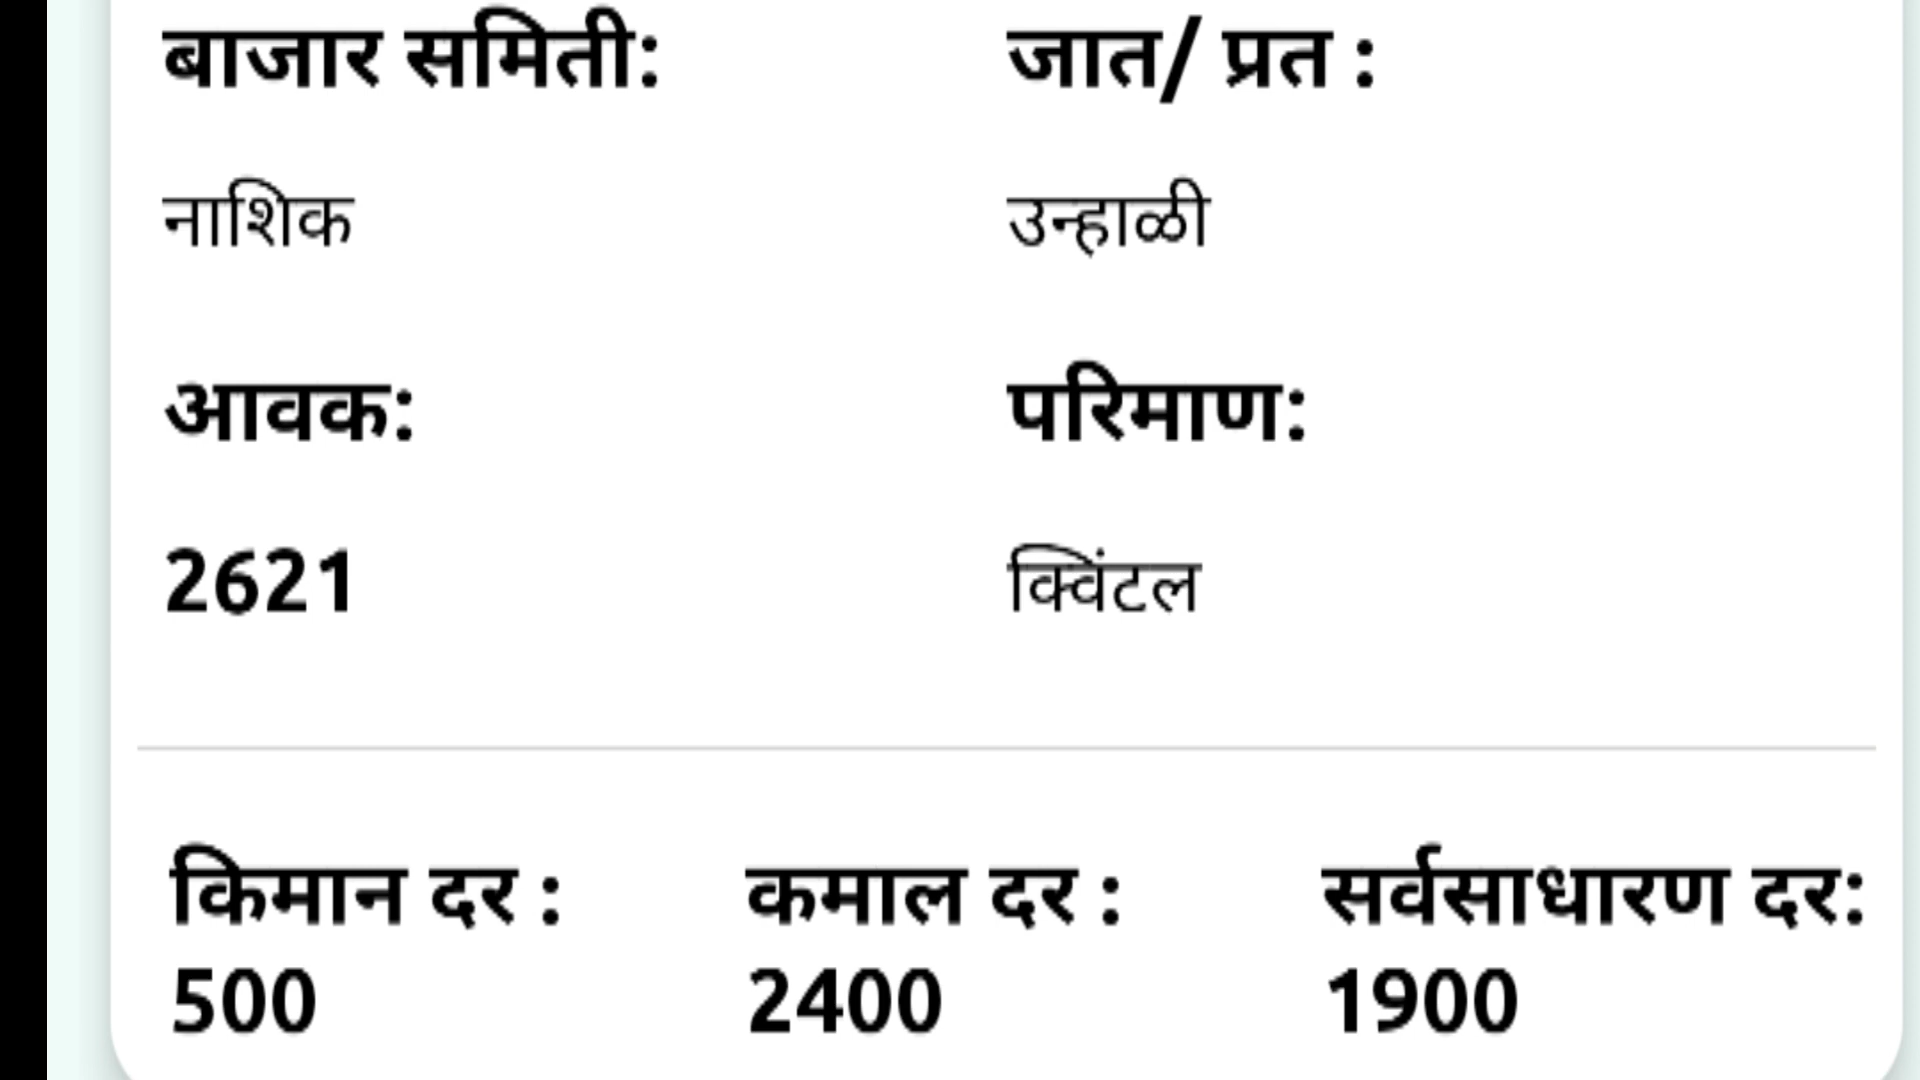 बाजार समिती: जात/ प्रत :
नाशिक उन्हाळी
आवक: परिमाण:
2621 क्विंटल
किमान दर : कमाल दर : सर्वसाधारण दर:
500 2400 1900